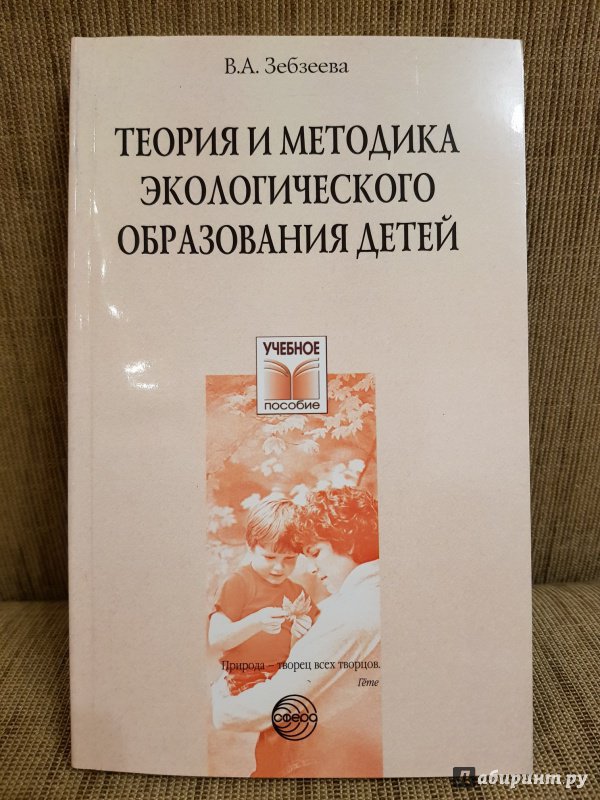 В.А. Зебзеева
ТЕОРИЯ И МЕТОДИКА
ЭКОЛОГИЧЕСКОГО
ОБРАЗОВАНИЯ ДЕТЕЙ
УЧЕБНОЕ
пособие
Природа – творец всех творцов.
Гёте
сфера
Лабиринт.ру